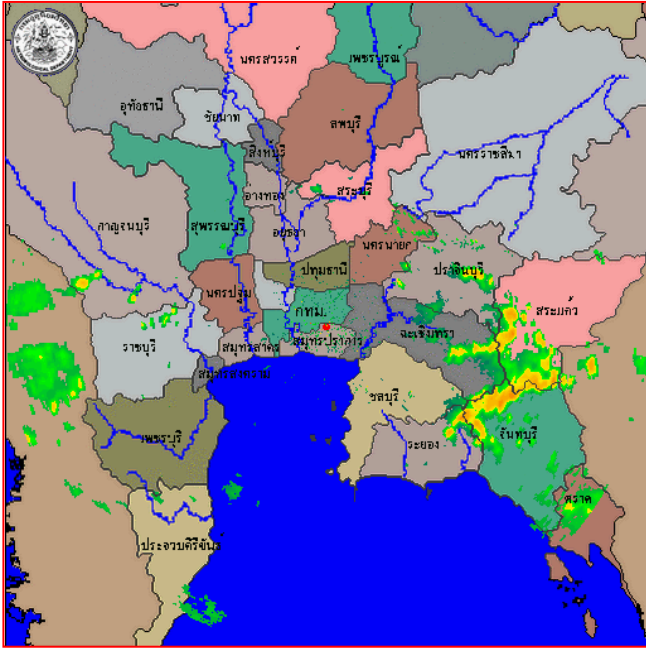 นครสวรรค์
เพชรบูรณ์
อุทัยธานี
ชัยนาท
ลพบุรี
สิงห์บุรี
นครราชสีมา
อ่างทอง
สระบุรี
กาญจนบุรี
สุพรรณบุรี
อยุธยา
นครนายก
ปราจีนบุรี
ปทุมธานี
นครปฐม
กทม.
สระแก้ว
ฉะเชิงเทรา
ราชบุรี
สมุทรสาคร
สมุทรปราการ
สมุทรสงคราม
ชลบุรี
เพชรบุรี
ระยอง
จันทบุรี
ตราด
ประจวบคีรีขันธ์